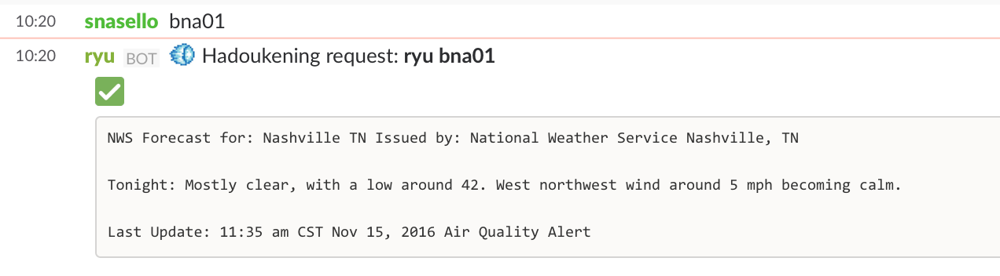 10:20 snasello bna01
10:20 ryu BOT Hadoukening request: ryu bna01
NWS Forecast for: Nashville TN Issued by: National Weather Service Nashville, TN
Tonight: Mostly clear, with a low around 42. West northwest wind around 5 mph becoming calm.
Last Update: 11:35 am CST Nov 15, 2016 Air Quality Alert